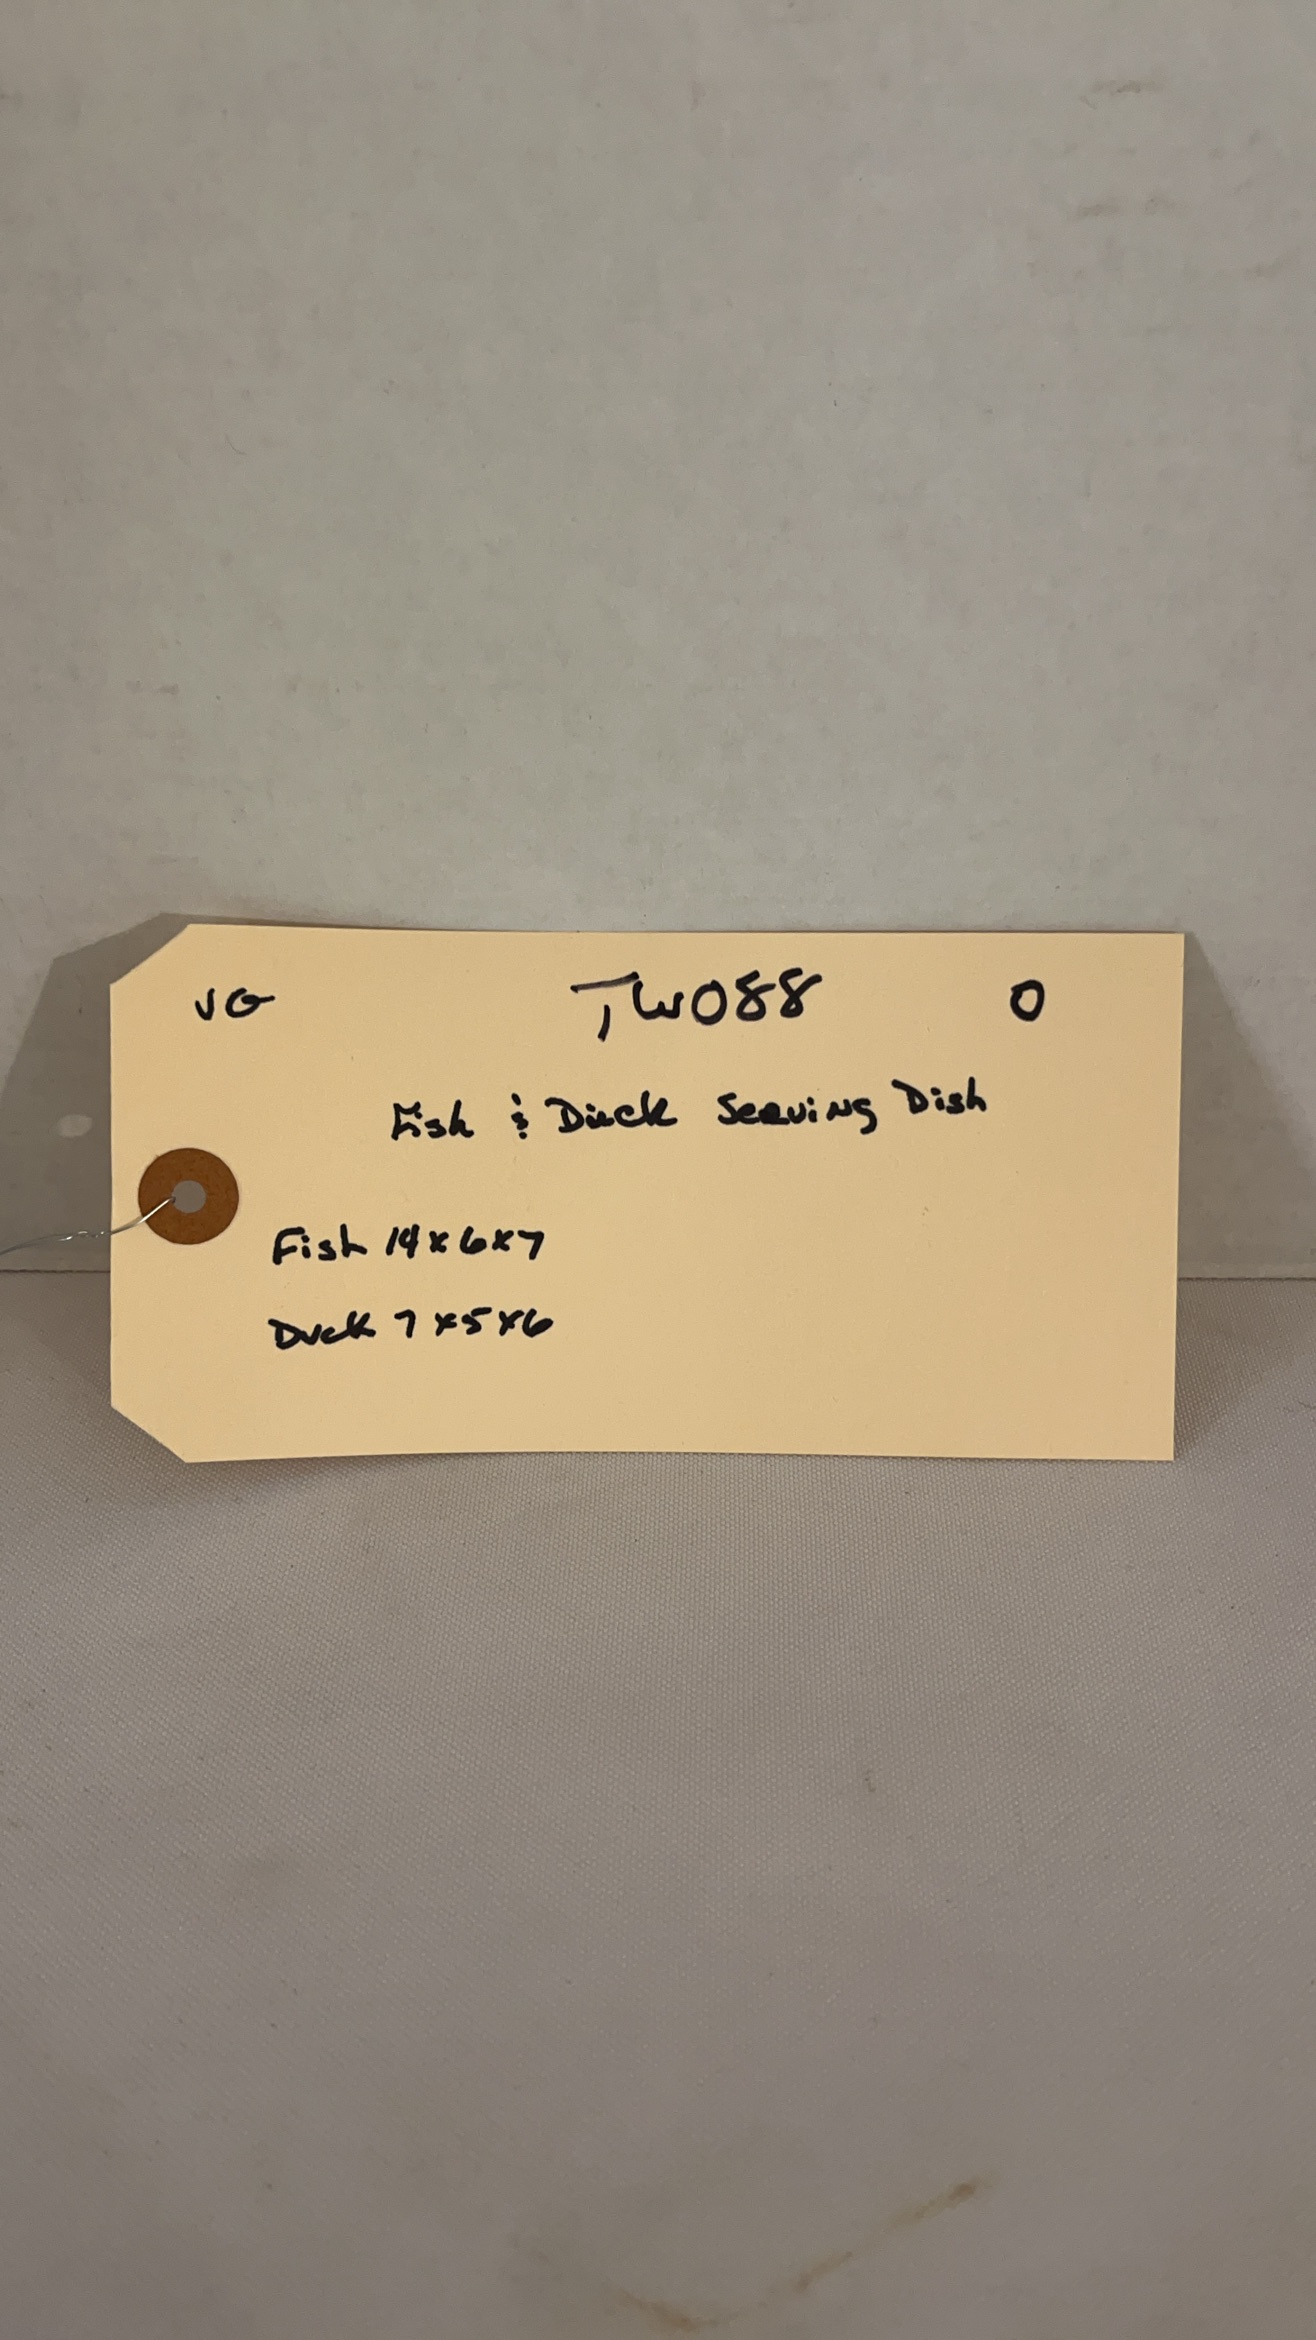 VG TW088 0
Fish & Duck Serving Dish
Fish 14x6x7
Duck 7x5x6